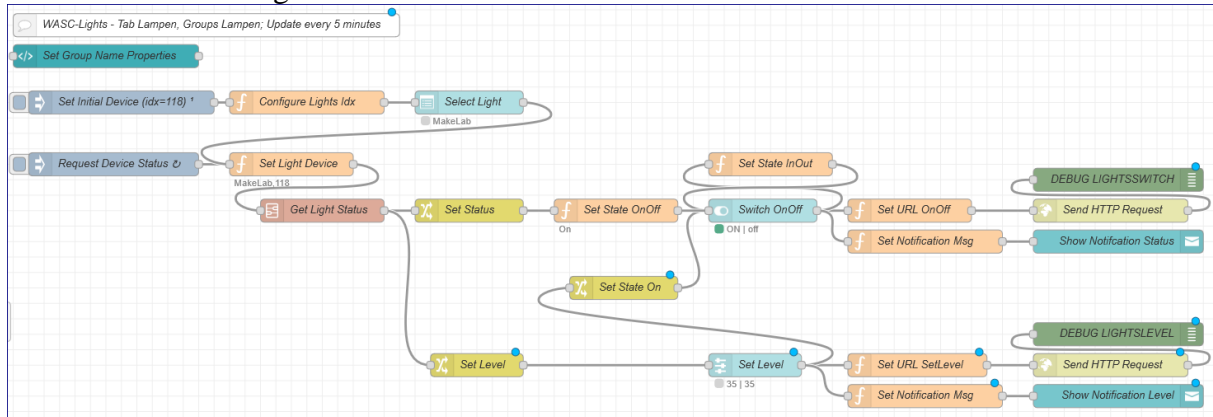 WASC-Lights - Tab Lampen, Groups Lampen; Update every 5 minutes
</> Set Group Name Properties
Set Initial Device (idx=118) ¹
f Configure Lights Idx
Select Light
MakeLab
Request Device Status ↻
f Set Light Device
MakeLab,118
f Set State InOut
DEBUG LIGHTSSWITCH
Get Light Status
Set Status
f Set State OnOff
On
Switch OnOff
ON | off
f Set URL OnOff
Send HTTP Request
f Set Notification Msg
Show Notifcation Status
Set State On
DEBUG LIGHTSLEVEL
Set Level
Set Level
35 | 35
f Set URL SetLevel
Send HTTP Request
f Set Notification Msg
Show Notification Level